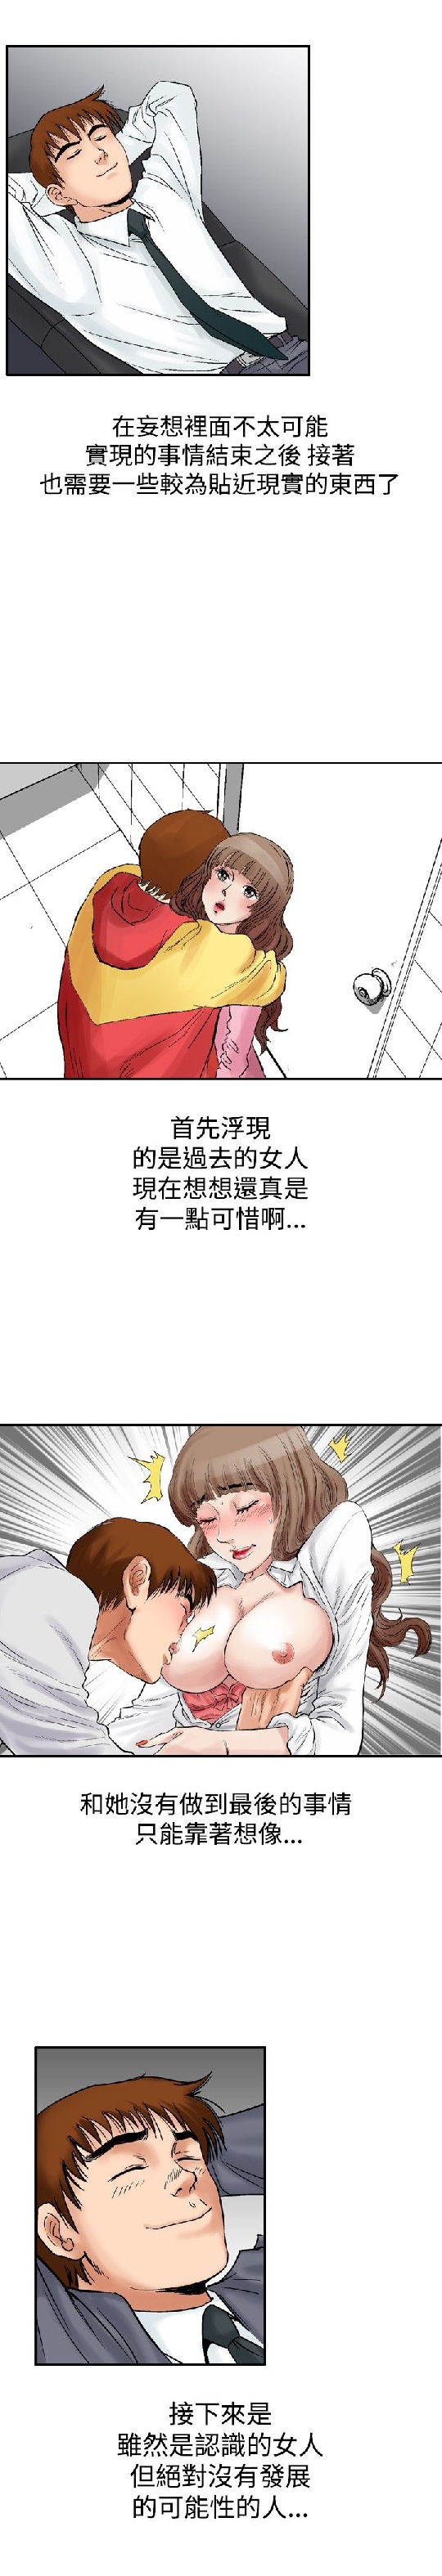 在妄想裡面不太可能
實現的事情結束之後 接著
也需要一些較為貼近現實的東西了
首先浮現
的是過去的女人
現在想想還真是
有一點可惜啊...
和她沒有做到最後的事情
只能靠著想像...
接下來是
雖然是認識的女人
但絕對沒有發展
的可能性的人...